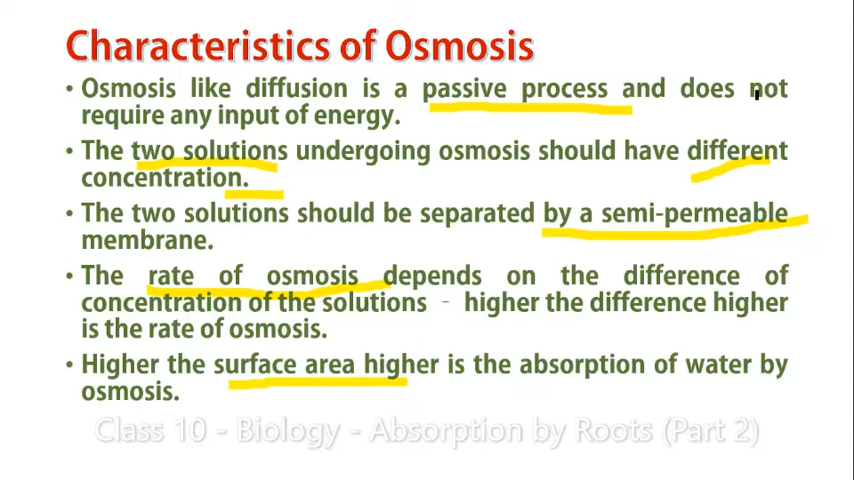 Characteristics of Osmosis
• Osmosis like diffusion is a passive process and does not
require any input of energy.
• The two solutions undergoing osmosis should have different
concentration.
• The two solutions should be separated by a semi-permeable
membrane.
• The rate of osmosis depends on the difference of
concentration of the solutions - higher the difference higher
is the rate of osmosis.
• Higher the surface area higher is the absorption of water by
osmosis.
Class 10 - Biology - Absorption by Roots (Part 2)